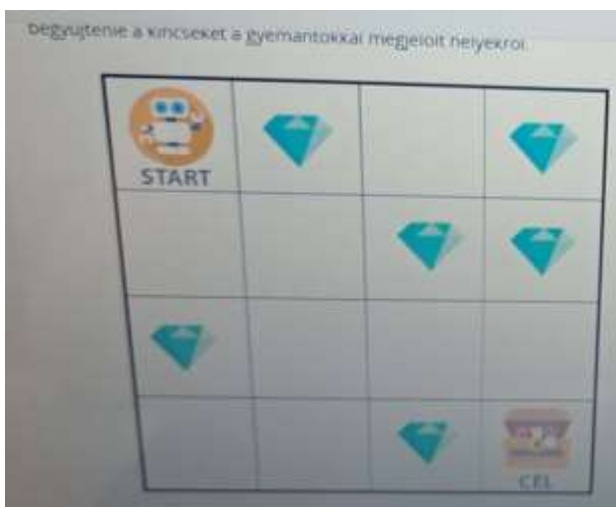 begyűjtenie a kincseket a gyémántokkal megjelölt helyekről.
START
CÉL